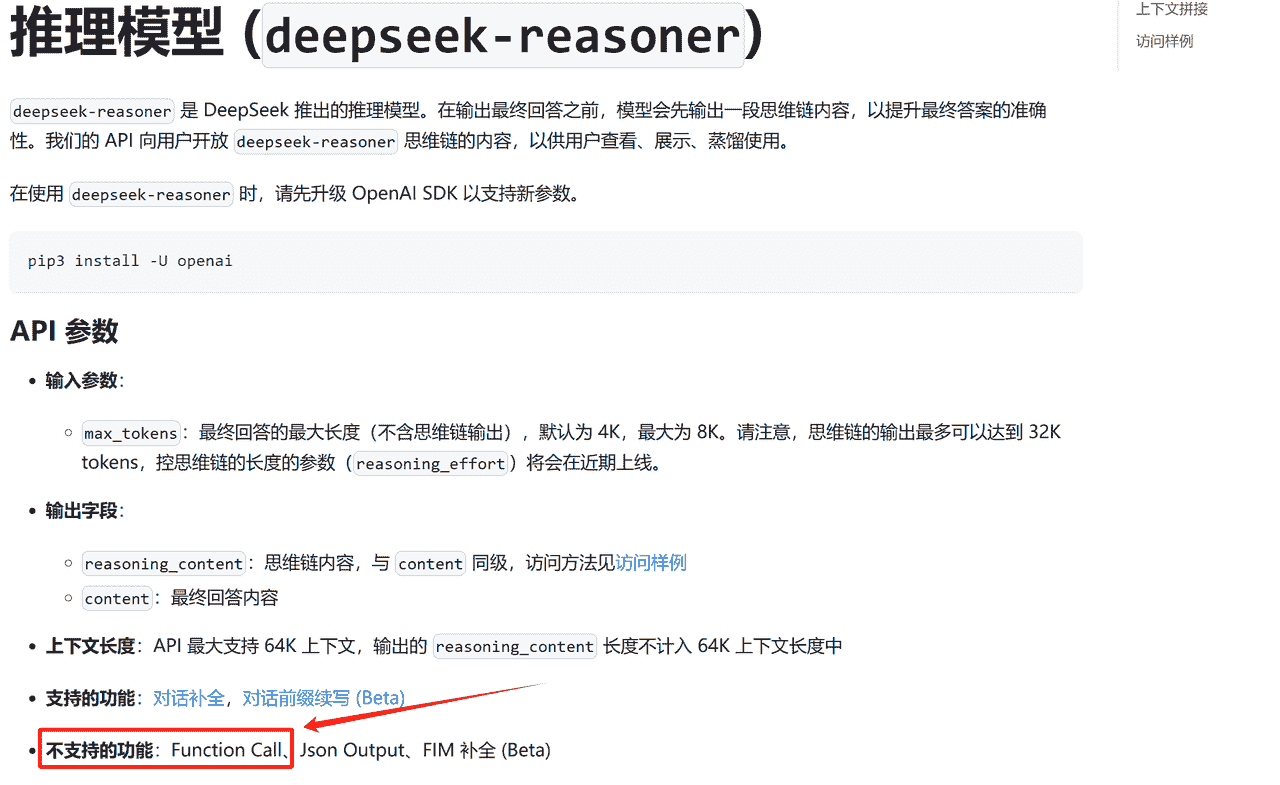 推理模型 (deepseek-reasoner)
上下文拼接
访问样例
deepseek-reasoner 是 DeepSeek 推出的推理模型。在输出最终回答之前，模型会先输出一段思维链内容，以提升最终答案的准确
性。我们的 API 向用户开放 deepseek-reasoner 思维链的内容，以供用户查看、展示、蒸馏使用。
在使用 deepseek-reasoner 时，请先升级 OpenAI SDK 以支持新参数。
pip3 install -U openai
API 参数
• 输入参数：
◦ max_tokens：最终回答的最大长度（不含思维链输出），默认为 4K，最大为 8K。请注意，思维链的输出最多可以达到 32K
tokens，控思维链的长度的参数（reasoning_effort）将会在近期上线。
• 输出字段：
◦ reasoning_content：思维链内容，与 content 同级，访问方法见访问样例
◦ content：最终回答内容
• 上下文长度：API 最大支持 64K 上下文，输出的 reasoning_content 长度不计入 64K 上下文长度中
• 支持的功能：对话补全，对话前缀续写 (Beta)
• 不支持的功能：Function Call、Json Output、FIM 补全 (Beta)